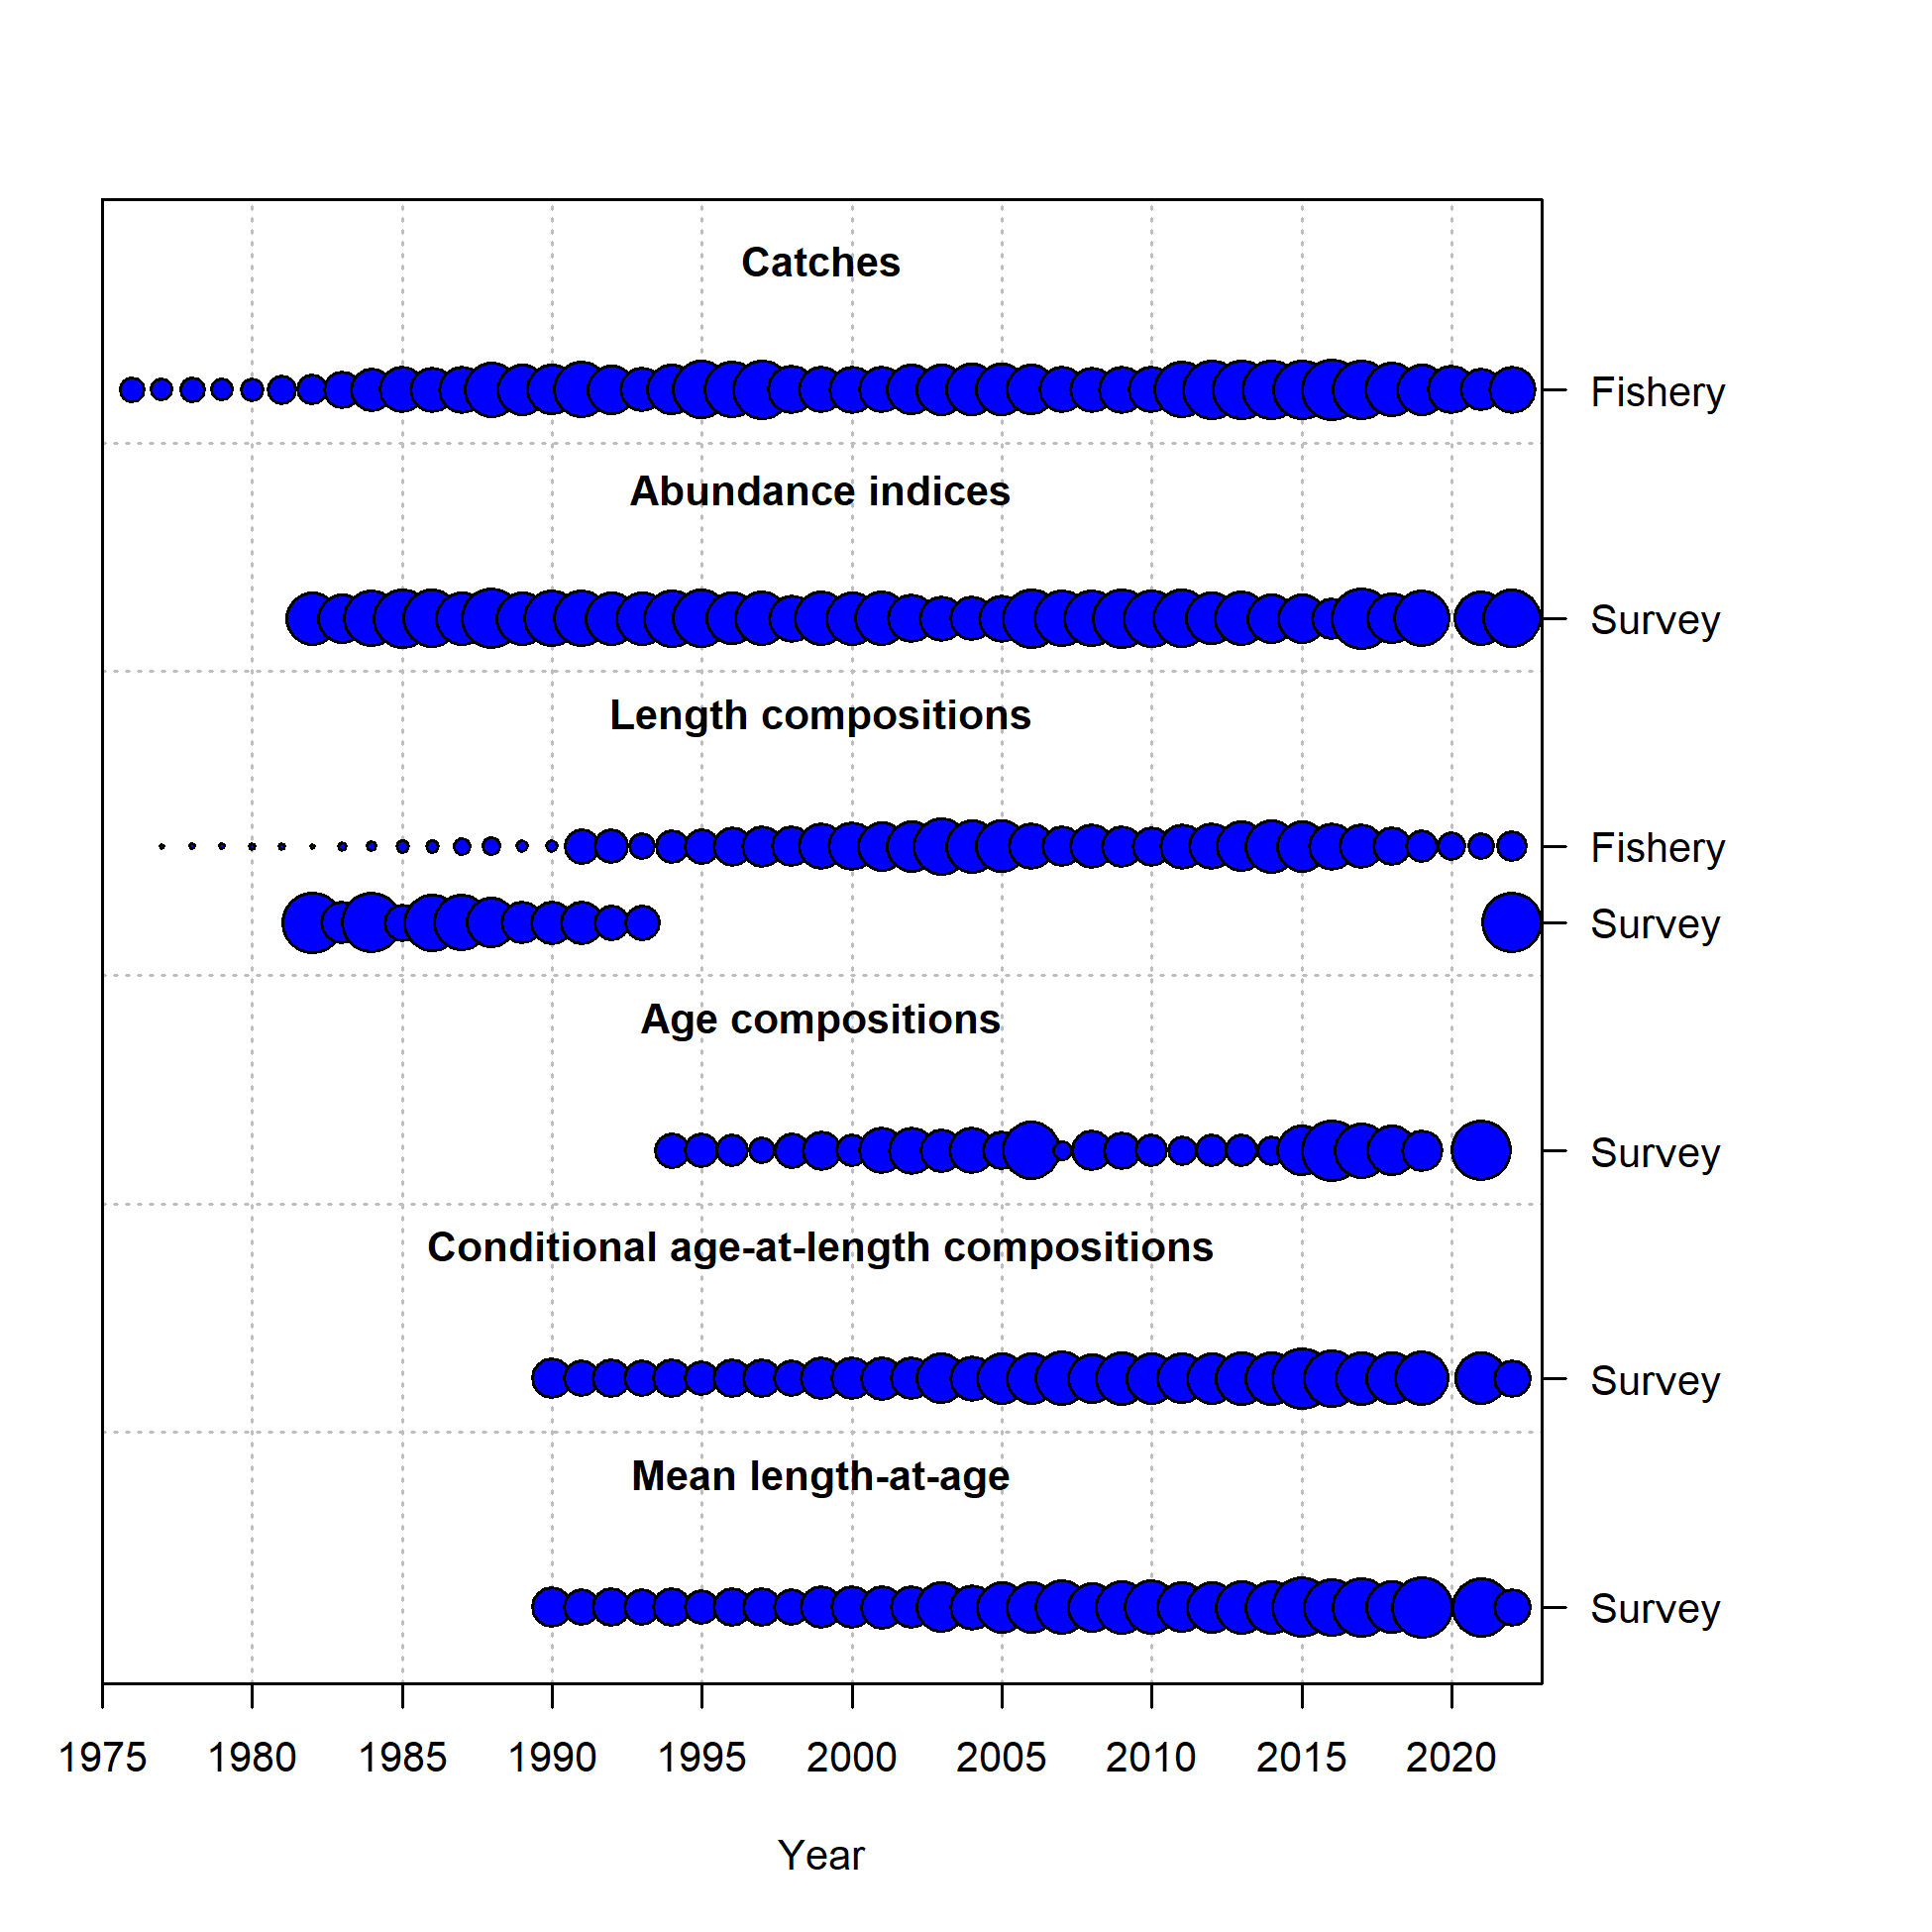 Catches
Fishery
Abundance indices
Survey
Length compositions
Fishery
Survey
Age compositions
Survey
Conditional age-at-length compositions
Survey
Mean length-at-age
Survey
1975 1980 1985 1990 1995 2000 2005 2010 2015 2020
Year